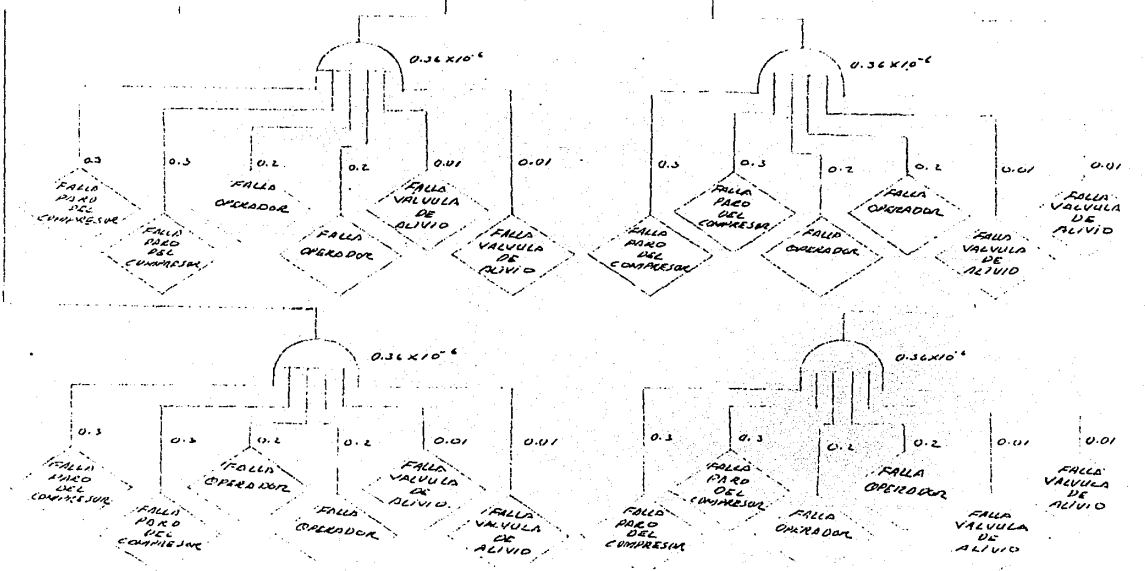 0.36 x10⁻⁶
0.36 x10⁻⁶
0.3
0.3
0.2
0.2
0.01
0.01
0.3
0.3
0.2
0.2
0.01
0.01
FALLA
PARO
DEL
COMPRESOR
FALLA
PARO
DEL
COMPRESOR
FALLA
OPERADOR
FALLA
OPERADOR
FALLA
VALVULA
DE
ALIVIO
FALLA
VALVULA
DE
ALIVIO
FALLA
PARO
DEL
COMPRESOR
FALLA
PARO
DEL
COMPRESOR
FALLA
OPERADOR
FALLA
OPERADOR
FALLA
VALVULA
DE
ALIVIO
FALLA
VALVULA
DE
ALIVIO
0.36 x10⁻⁶
0.36x10⁻⁶
0.3
0.3
0.2
0.2
0.01
0.01
0.3
0.3
0.2
0.2
0.01
0.01
FALLA
PARO
DEL
COMPRESOR
FALLA
PARO
DEL
COMPRESOR
FALLA
OPERADOR
FALLA
OPERADOR
FALLA
VALVULA
DE
ALIVIO
FALLA
VALVULA
DE
ALIVIO
FALLA
PARO
DEL
COMPRESOR
FALLA
PARO
DEL
COMPRESOR
FALLA
OPERADOR
FALLA
OPERADOR
FALLA
VALVULA
DE
ALIVIO
FALLA
VALVULA
DE
ALIVIO